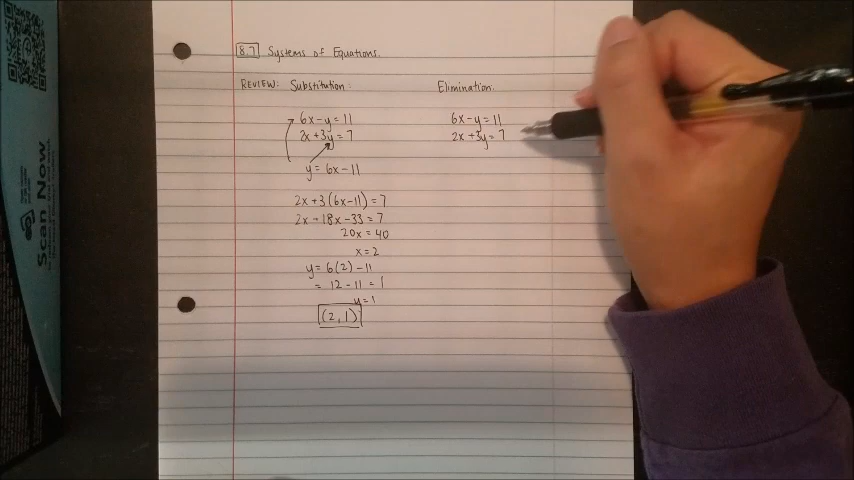 8.7 Systems of Equations.
REVIEW: Substitution:
6x-y=11
2x+3y=7
y=6x-11
2x+3(6x-11)=7
2x+18x-33=7
20x=40
x=2
y=6(2)-11
=12-11=1
y=1
(2,1)
Elimination:
6x-y=11
2x+3y=7
Scan Now